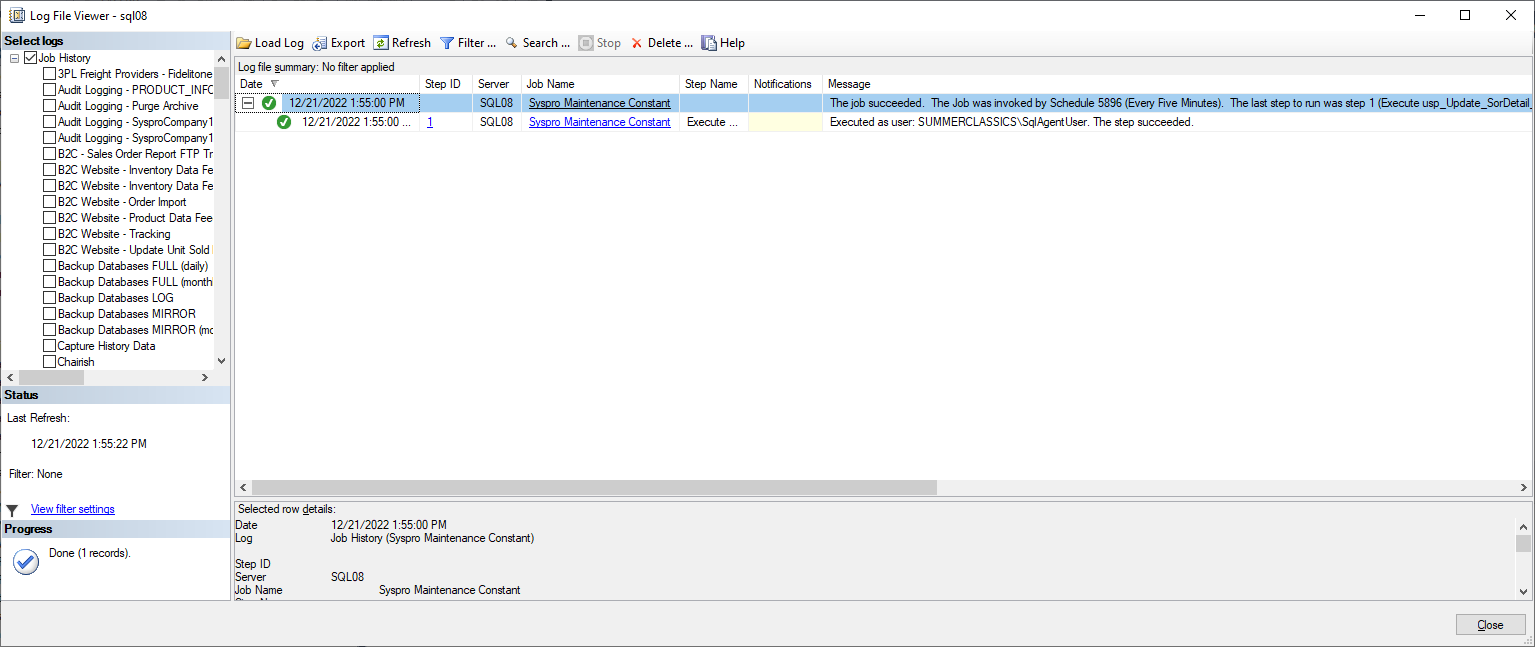 Log File Viewer - sql08
Select logs
Job History
3PL Freight Providers - Fidelitone
Audit Logging - PRODUCT_INFO
Audit Logging - Purge Archive
Audit Logging - SysproCompany1
Audit Logging - SysproCompany1
B2C - Sales Order Report FTP Tr
B2C Website - Inventory Data Fe
B2C Website - Inventory Data Fe
B2C Website - Order Import
B2C Website - Product Data Fee
B2C Website - Tracking
B2C Website - Update Unit Sold
Backup Databases FULL (daily)
Backup Databases FULL (month
Backup Databases LOG
Backup Databases MIRROR
Backup Databases MIRROR (mo
Capture History Data
Chairish
Status
Last Refresh:
12/21/2022 1:55:22 PM
Filter: None
View filter settings
Progress
Done (1 records).
Load Log Export Refresh Filter ... Search ... Stop Delete ... Help
Log file summary: No filter applied
Date Step ID Server Job Name Step Name Notifications Message
12/21/2022 1:55:00 PM SQL08 Syspro Maintenance Constant The job succeeded.  The Job was invoked by Schedule 5896 (Every Five Minutes).  The last step to run was step 1 (Execute usp_Update_SorDetail_
12/21/2022 1:55:00 ... 1 SQL08 Syspro Maintenance Constant Execute ... Executed as user: SUMMERCLASSICS\SqlAgentUser. The step succeeded.
Selected row details:
Date 12/21/2022 1:55:00 PM
Log Job History (Syspro Maintenance Constant)
Step ID
Server SQL08
Job Name Syspro Maintenance Constant
Close